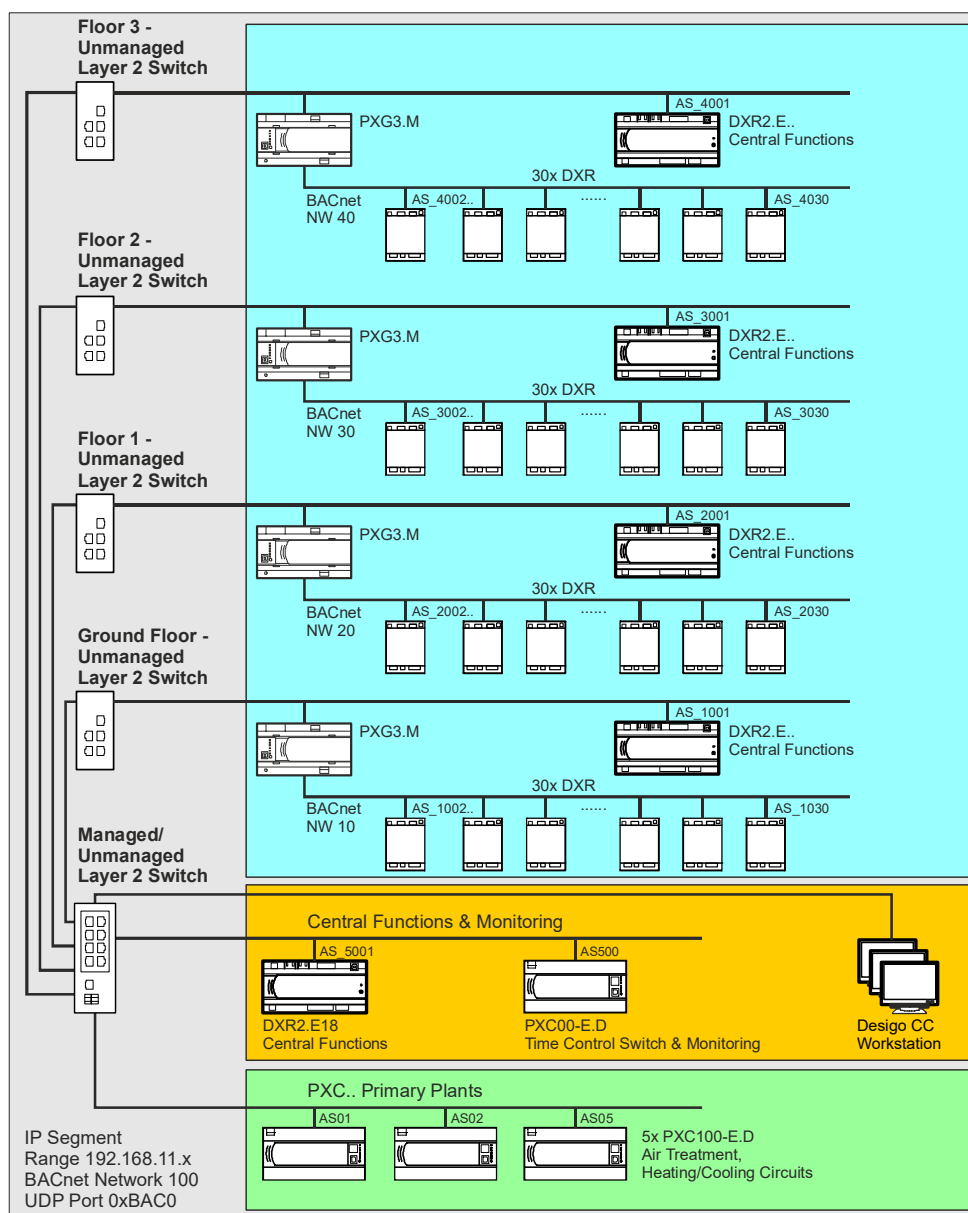 Floor 3 -
Unmanaged
Layer 2 Switch
AS_4001
PXG3.M
DXR2.E..
Central Functions
30x DXR
BACnet
NW 40
AS_4002..
......
AS_4030
Floor 2 -
Unmanaged
Layer 2 Switch
AS_3001
PXG3.M
DXR2.E..
Central Functions
30x DXR
BACnet
NW 30
AS_3002..
......
AS_3030
Floor 1 -
Unmanaged
Layer 2 Switch
AS_2001
PXG3.M
DXR2.E..
Central Functions
30x DXR
BACnet
NW 20
AS_2002..
......
AS_2030
Ground Floor -
Unmanaged
Layer 2 Switch
AS_1001
PXG3.M
DXR2.E..
Central Functions
30x DXR
BACnet
NW 10
AS_1002..
......
AS_1030
Managed/
Unmanaged
Layer 2 Switch
Central Functions & Monitoring
AS_5001
AS500
DXR2.E18
Central Functions
PXC00-E.D
Time Control Switch & Monitoring
Desigo CC
Workstation
PXC.. Primary Plants
AS01
AS02
AS05
5x PXC100-E.D
Air Treatment,
Heating/Cooling Circuits
IP Segment
Range 192.168.11.x
BACnet Network 100
UDP Port 0xBAC0